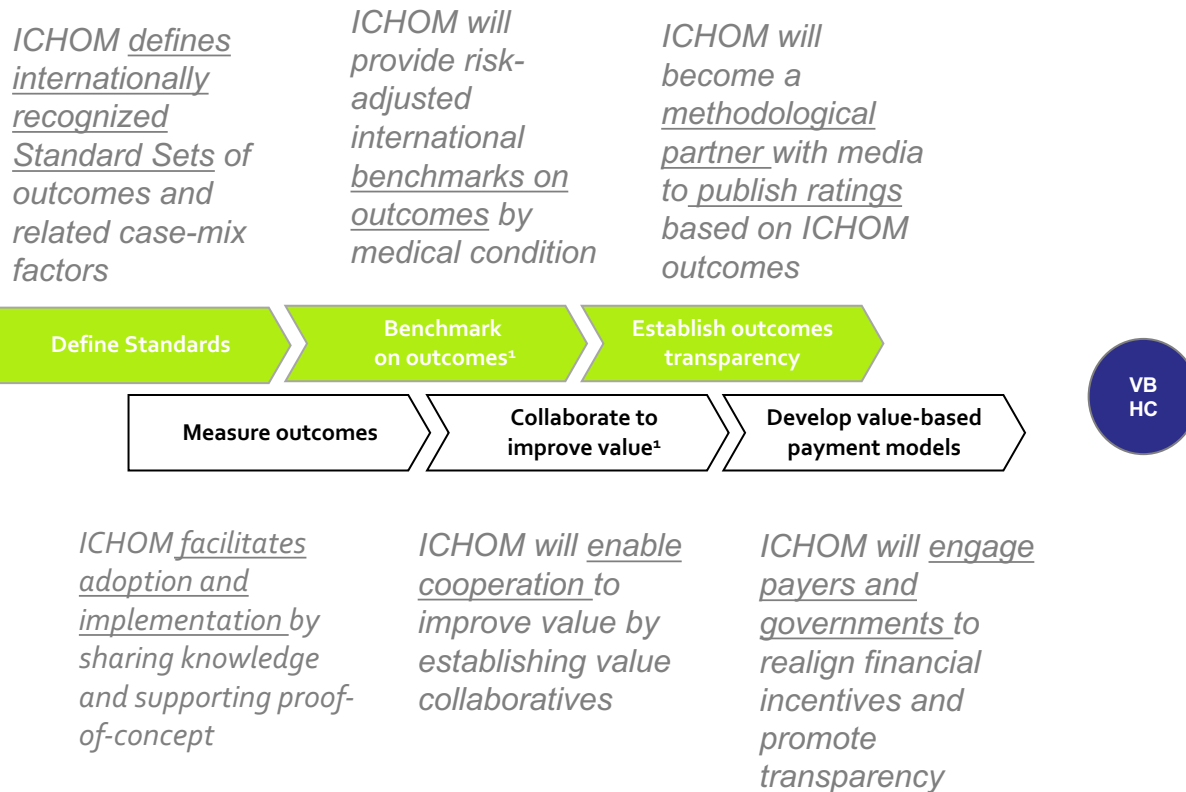 ICHOM defines
internationally
recognized
Standard Sets of
outcomes and
related case-mix
factors
ICHOM will
provide risk-
adjusted
international
benchmarks on
outcomes by
medical condition
ICHOM will
become a
methodological
partner with media
to publish ratings
based on ICHOM
outcomes
Define Standards
Benchmark
on outcomes¹
Establish outcomes
transparency
VB
HC
Measure outcomes
Collaborate to
improve value¹
Develop value-based
payment models
ICHOM facilitates
adoption and
implementation by
sharing knowledge
and supporting proof-
of-concept
ICHOM will enable
cooperation to
improve value by
establishing value
collaboratives
ICHOM will engage
payers and
governments to
realign financial
incentives and
promote
transparency